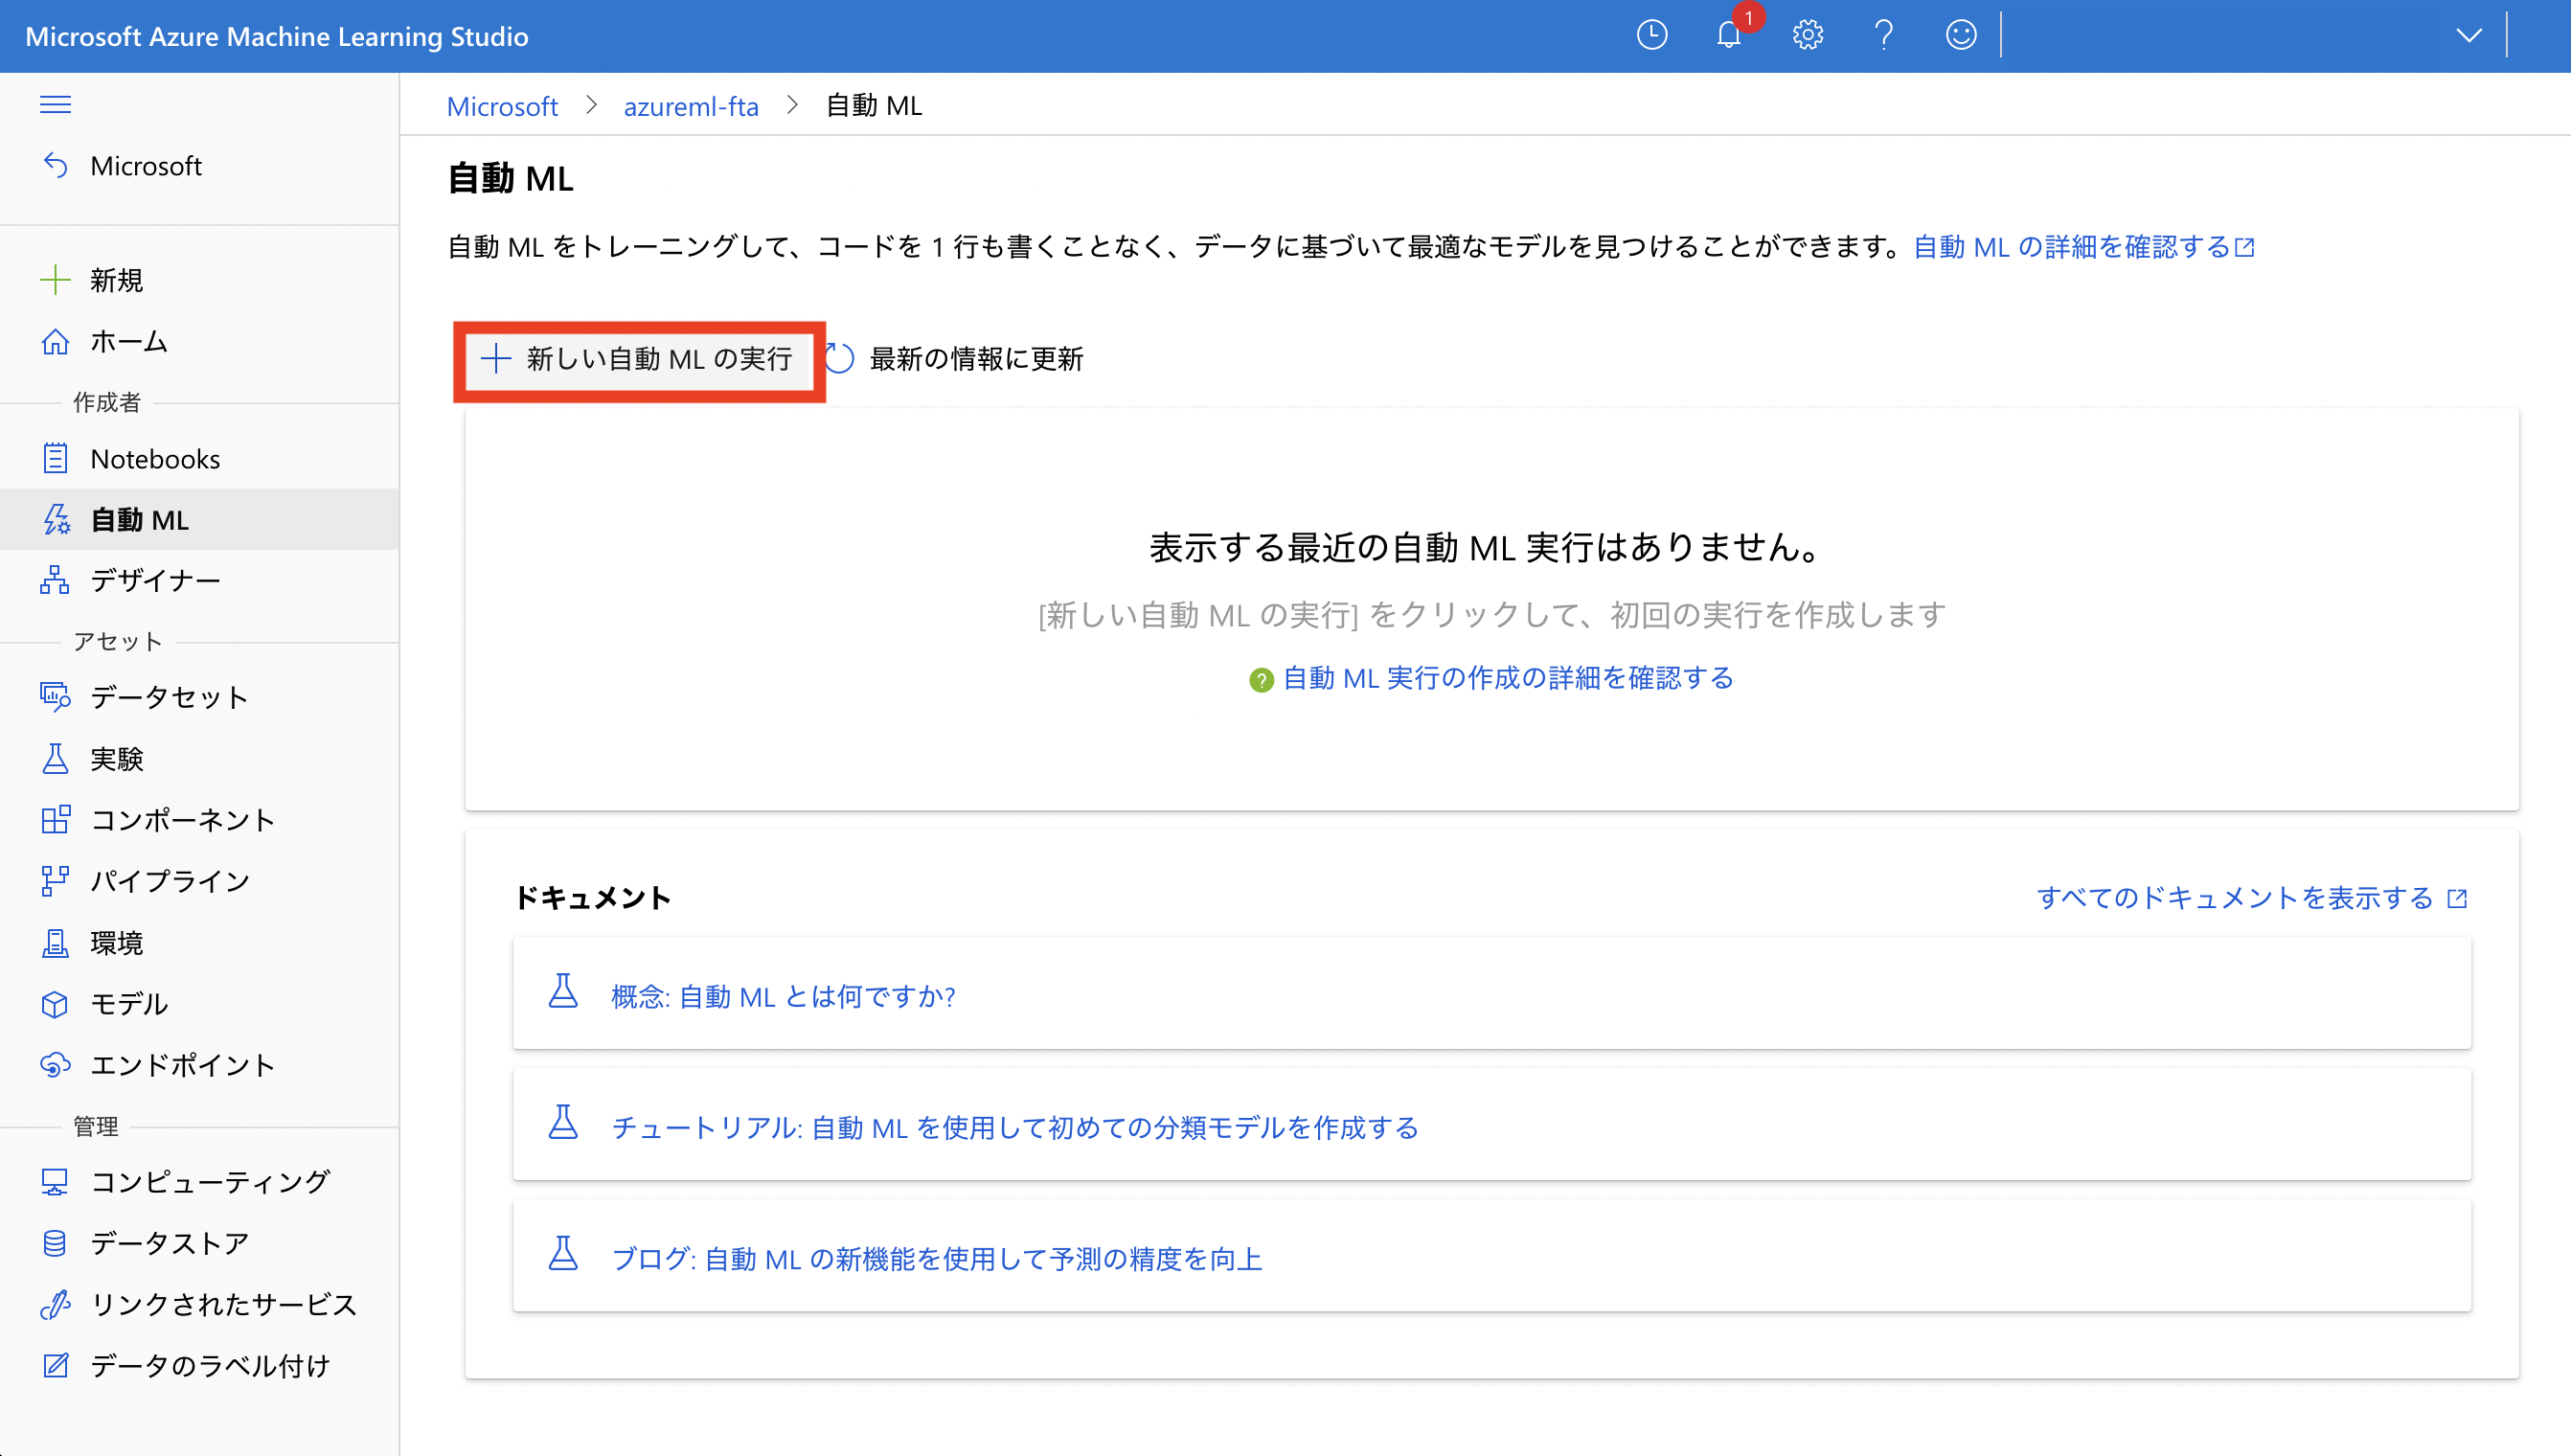 Microsoft Azure Machine Learning Studio
1
Microsoft
新規
ホーム
作成者
Notebooks
自動 ML
デザイナー
アセット
データセット
実験
コンポーネント
パイプライン
環境
モデル
エンドポイント
管理
コンピューティング
データストア
リンクされたサービス
データのラベル付け
Microsoft > azureml-fta > 自動 ML
自動 ML
自動 ML をトレーニングして、コードを 1 行も書くことなく、データに基づいて最適なモデルを見つけることができます。自動 ML の詳細を確認する
新しい自動 ML の実行 最新の情報に更新
表示する最近の自動 ML 実行はありません。
[新しい自動 ML の実行] をクリックして、初回の実行を作成します
自動 ML 実行の作成の詳細を確認する
ドキュメント すべてのドキュメントを表示する
概念: 自動 ML とは何ですか?
チュートリアル: 自動 ML を使用して初めての分類モデルを作成する
ブログ: 自動 ML の新機能を使用して予測の精度を向上